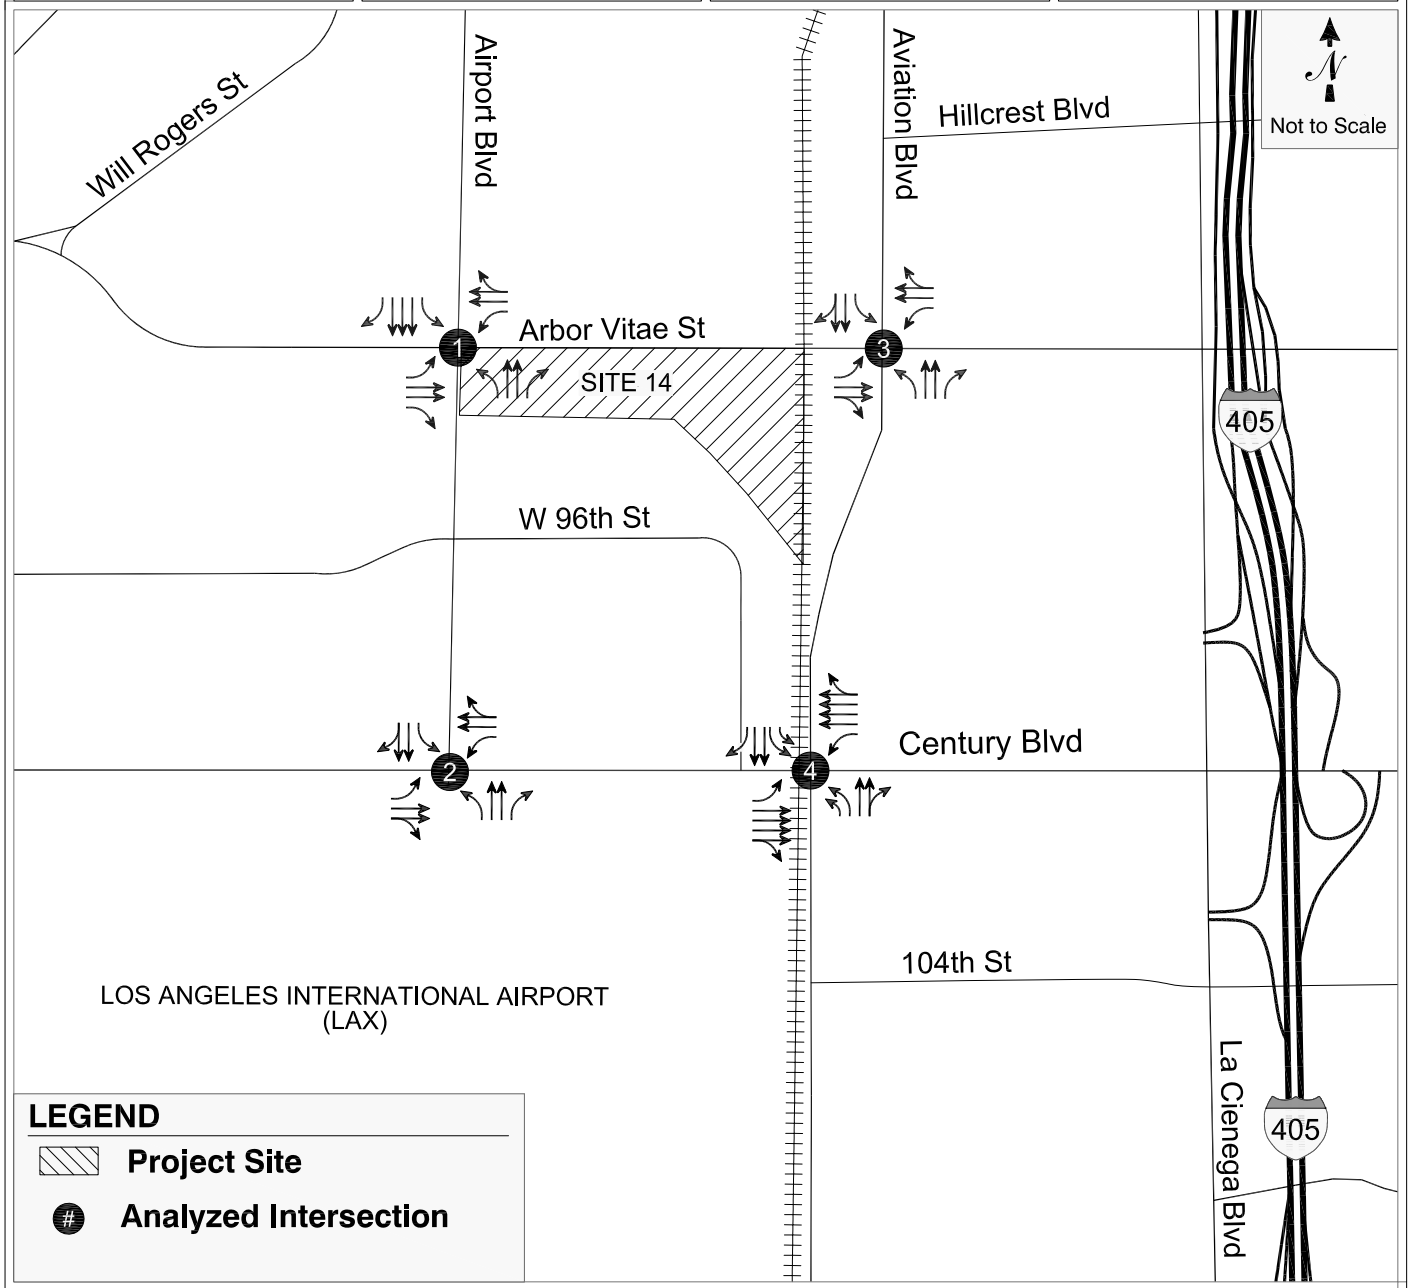 Will Rogers St
Airport Blvd
Aviation Blvd
Hillcrest Blvd
N
Not to Scale
1
Arbor Vitae St
3
SITE 14
405
W 96th St
2
4
Century Blvd
104th St
LOS ANGELES INTERNATIONAL AIRPORT
(LAX)
La Cienega Blvd
405
LEGEND
Project Site
# Analyzed Intersection